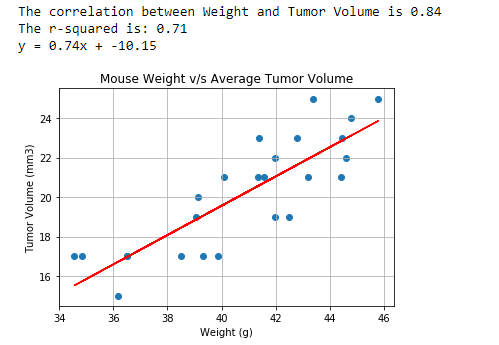 The correlation between Weight and Tumor Volume is 0.84
The r-squared is: 0.71
y = 0.74x + -10.15
Mouse Weight v/s Average Tumor Volume
Tumor Volume (mm3)
24
22
20
18
16
34 36 38 40 42 44 46
Weight (g)